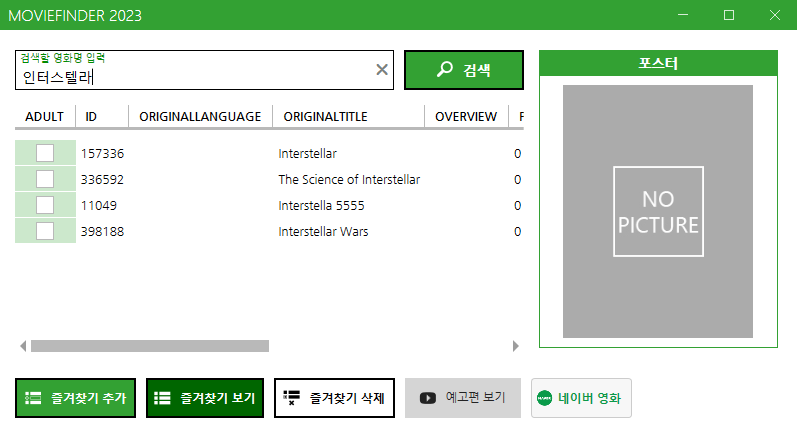 MOVIEFINDER 2023
검색할 영화명 입력
인터스텔라
검색
포스터
ADULT ID ORIGINALLANGUAGE ORIGINALTITLE OVERVIEW
157336 Interstellar 0
336592 The Science of Interstellar 0
11049 Interstella 5555 0
398188 Interstellar Wars 0
NO
PICTURE
즐겨찾기 추가
즐겨찾기 보기
즐겨찾기 삭제
예고편 보기
네이버 영화